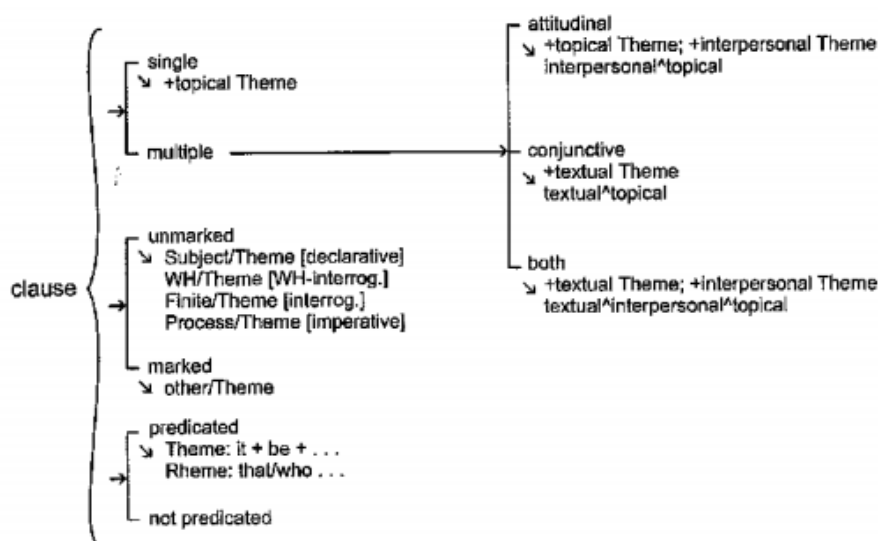 clause
single
+topical Theme
multiple
attitudinal
+topical Theme; +interpersonal Theme
interpersonal^topical
conjunctive
+textual Theme
textual^topical
both
+textual Theme; +interpersonal Theme
textual^interpersonal^topical
unmarked
Subject/Theme [declarative]
WH/Theme [WH-interrog.]
Finite/Theme [interrog.]
Process/Theme [imperative]
marked
other/Theme
predicated
Theme: it + be + . . .
Rheme: that/who . . .
not predicated